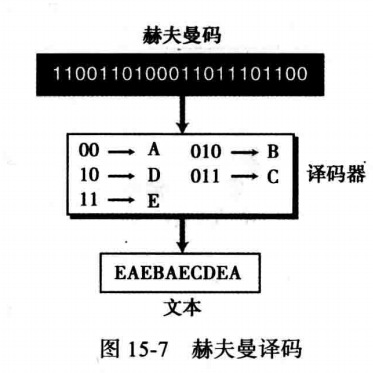 赫夫曼码
1100110100011011101100
00 → A 010 → B
10 → D 011 → C
11 → E
译码器
EAEBAECDEA
文本
图 15-7 赫夫曼译码